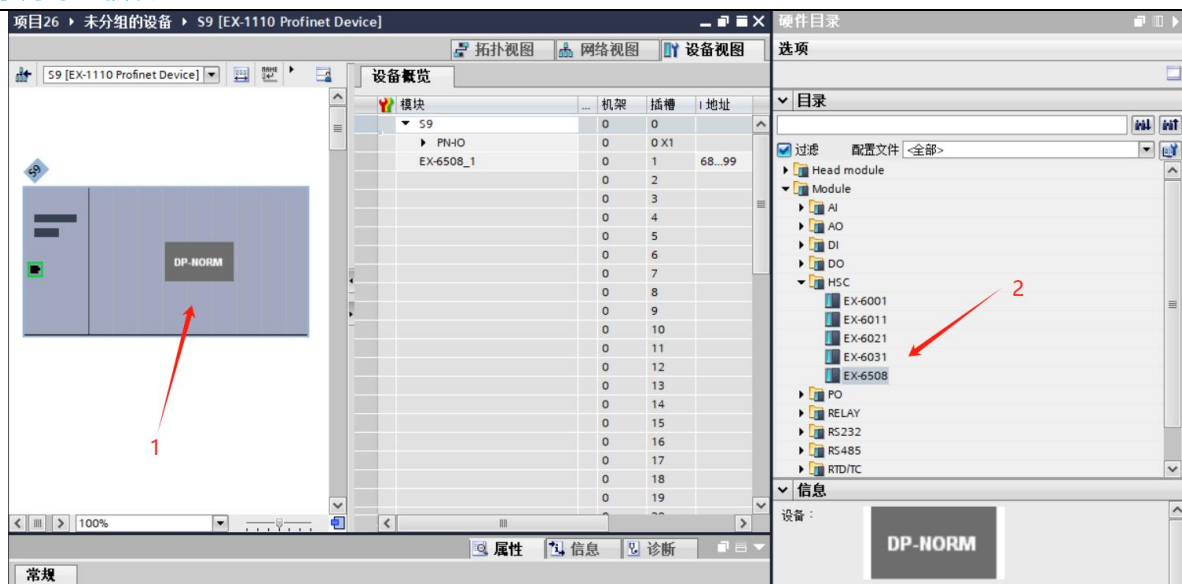 项目26 ▸ 未分组的设备 ▸ S9 [EX-1110 Profinet Device]
拓扑视图
网络视图
设备视图
S9 [EX-1110 Profinet Device]
设备概览
模块 ... 机架 插槽 I 地址
S9 0 0
PN-IO 0 0 X1
EX-6508_1 0 1 68...99
0 2
0 3
0 4
0 5
0 6
0 7
0 8
0 9
0 10
0 11
0 12
0 13
0 14
0 15
0 16
0 17
0 18
0 19
S9
DP-NORM
1
100%
属性
信息
诊断
常规
硬件目录
选项
目录
过滤 配置文件 <全部>
Head module
Module
AI
AO
DI
DO
HSC
EX-6001
EX-6011
EX-6021
EX-6031
EX-6508
PO
RELAY
RS232
RS485
RTD/TC
2
信息
设备：
DP-NORM